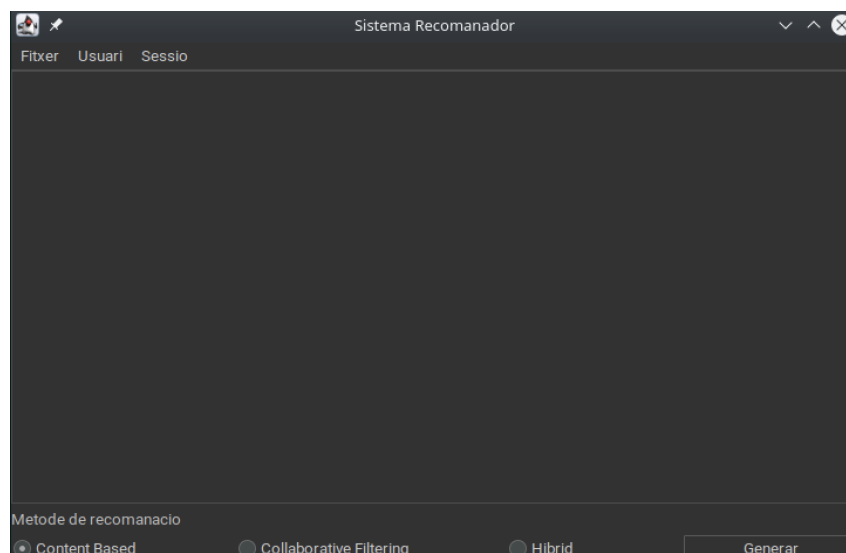 Sistema Recomanador
Fitxer Usuari Sessio
Metode de recomanacio
Content Based Collaborative Filtering Hibrid Generar